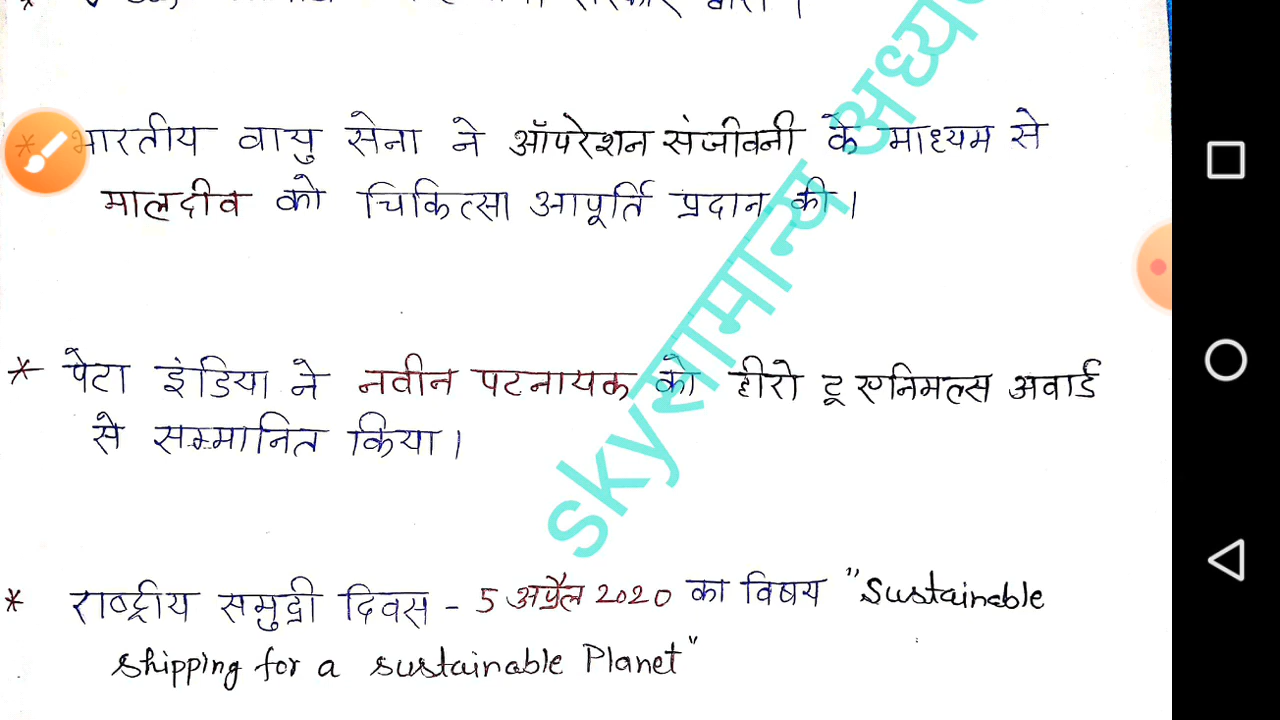 * भारतीय वायु सेना ने ऑपरेशन संजीवनी के माध्यम से
मालदीव को चिकित्सा आपूर्ति प्रदान की।
* पेटा इंडिया ने नवीन पटनायक को हीरो टू एनिमल्स अवार्ड
से सम्मानित किया।
* राष्ट्रीय समुद्री दिवस - 5 अप्रैल 2020 का विषय "Sustainable
shipping for a sustainable Planet"
skyसामान्य